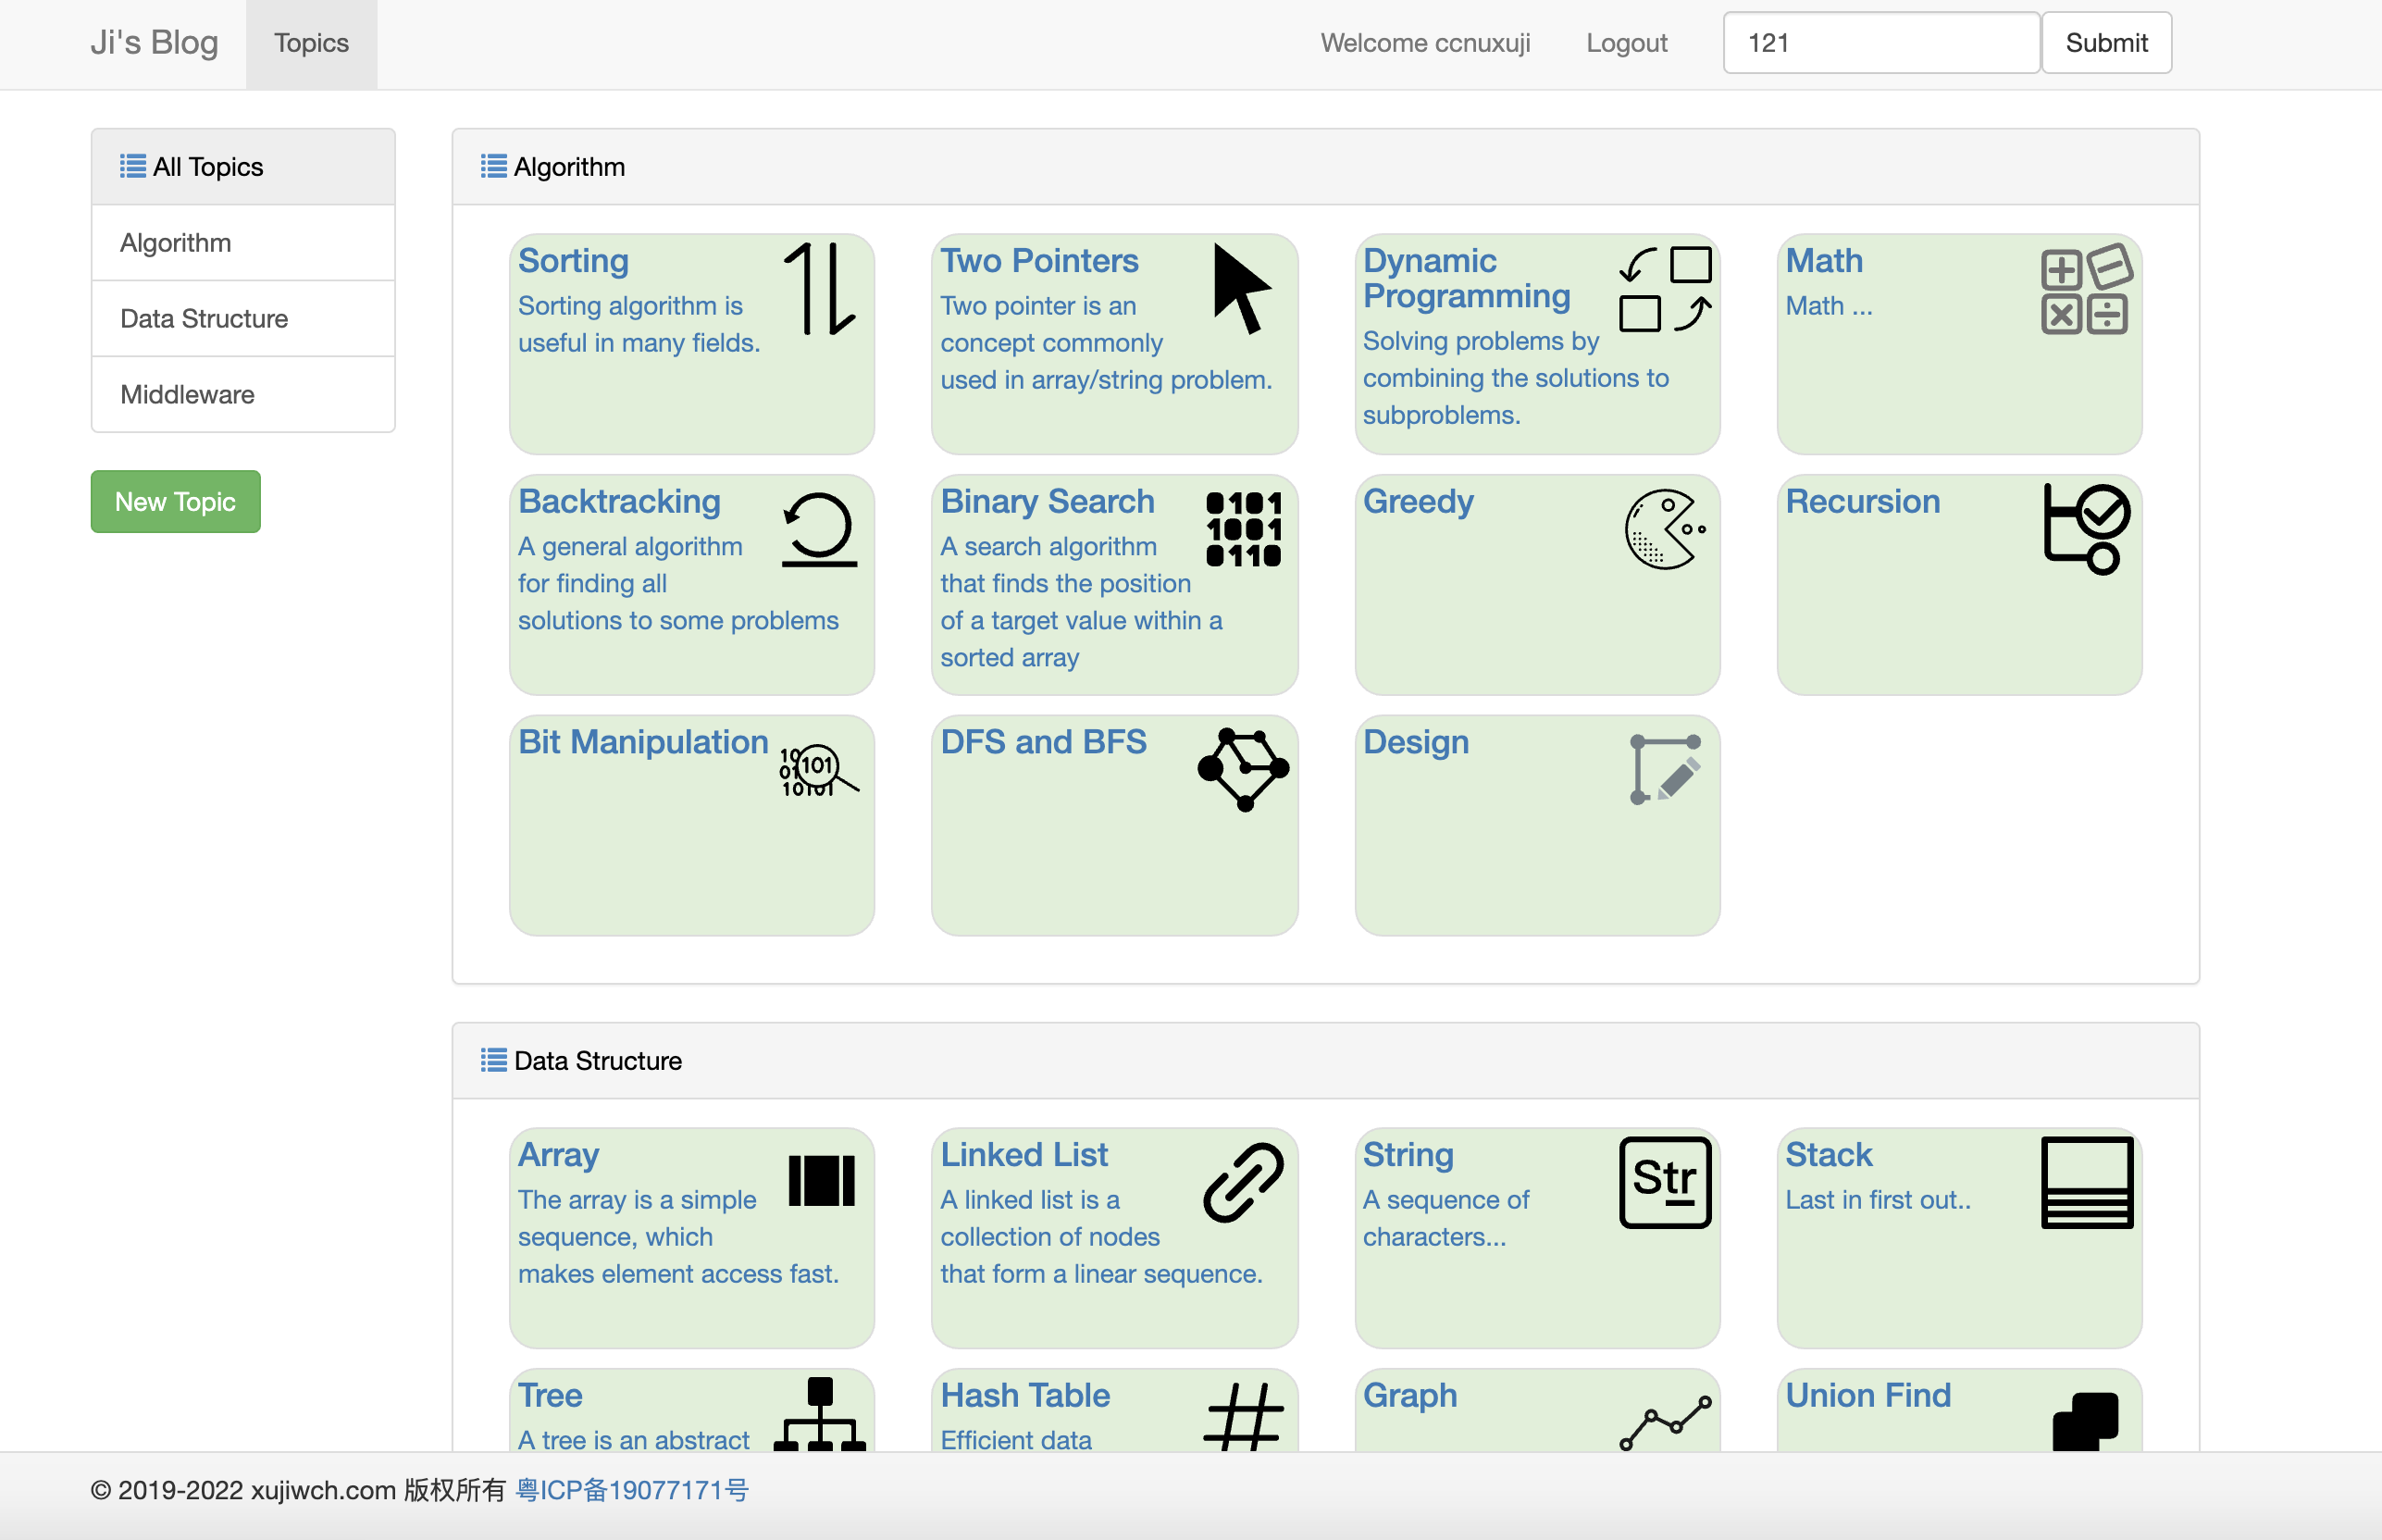 Ji's Blog
Topics
Welcome ccnuxuji
Logout
121
Submit
All Topics
Algorithm
Data Structure
Middleware
New Topic
Algorithm
Sorting
Sorting algorithm is
useful in many fields.
Two Pointers
Two pointer is an
concept commonly
used in array/string problem.
Dynamic
Programming
Solving problems by
combining the solutions to
subproblems.
Math
Math ...
Backtracking
A general algorithm
for finding all
solutions to some problems
Binary Search
A search algorithm
that finds the position
of a target value within a
sorted array
0101
1001
0110
Greedy
Recursion
Bit Manipulation
10
01 101
10101
DFS and BFS
Design
Data Structure
Array
The array is a simple
sequence, which
makes element access fast.
Linked List
A linked list is a
collection of nodes
that form a linear sequence.
String
A sequence of
characters...
Str
Stack
Last in first out..
Tree
A tree is an abstract
Hash Table
Efficient data
Graph
Union Find
© 2019-2022 xujiwch.com 版权所有 粤ICP备19077171号